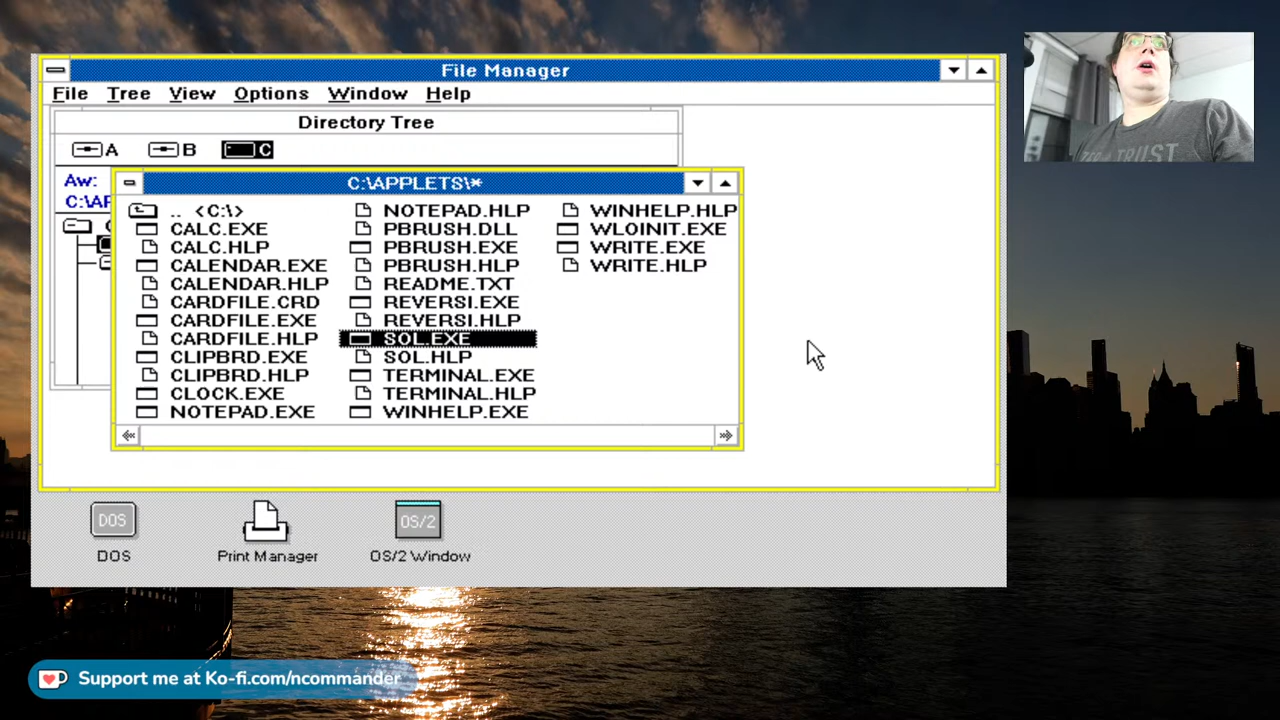 File Manager
File Tree View Options Window Help
Directory Tree
A B C
Aw:
C:\AP
C:\APPLETS\*
.. <C:\>
CALC.EXE
CALC.HLP
CALENDAR.EXE
CALENDAR.HLP
CARDFILE.CRD
CARDFILE.EXE
CARDFILE.HLP
CLIPBRD.EXE
CLIPBRD.HLP
CLOCK.EXE
NOTEPAD.EXE
NOTEPAD.HLP
PBRUSH.DLL
PBRUSH.EXE
PBRUSH.HLP
README.TXT
REVERSI.EXE
REVERSI.HLP
SOL.EXE
SOL.HLP
TERMINAL.EXE
TERMINAL.HLP
WINHELP.EXE
WINHELP.HLP
WLOINIT.EXE
WRITE.EXE
WRITE.HLP
DOS
DOS
Print Manager
OS/2
OS/2 Window
Support me at Ko-fi.com/ncommander
TRUST